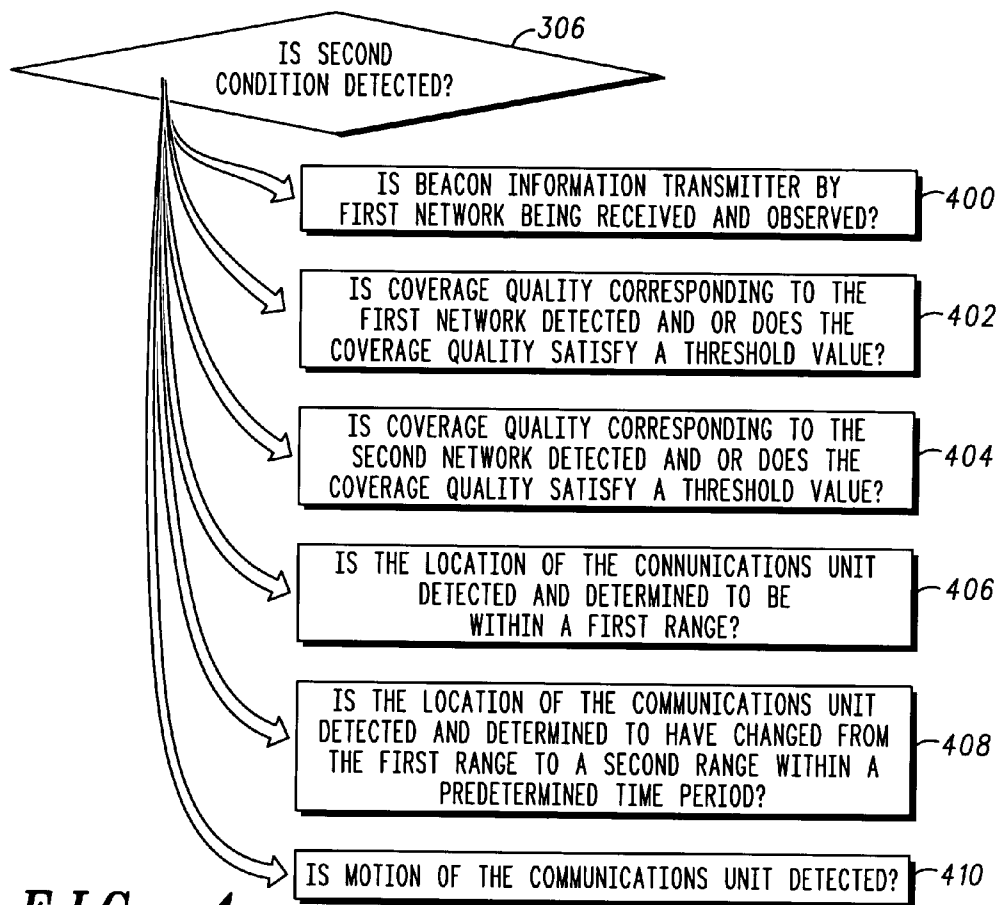 306
IS SECOND
CONDITION DETECTED?
IS BEACON INFORMATION TRANSMITTER BY
FIRST NETWORK BEING RECEIVED AND OBSERVED?
400
IS COVERAGE QUALITY CORRESPONDING TO THE
FIRST NETWORK DETECTED AND OR DOES THE
COVERAGE QUALITY SATISFY A THRESHOLD VALUE?
402
IS COVERAGE QUALITY CORRESPONDING TO THE
SECOND NETWORK DETECTED AND OR DOES THE
COVERAGE QUALITY SATISFY A THRESHOLD VALUE?
404
IS THE LOCATION OF THE CONNUNICATIONS UNIT
DETECTED AND DETERMINED TO BE
WITHIN A FIRST RANGE?
406
IS THE LOCATION OF THE COMMUNICATIONS UNIT
DETECTED AND DETERMINED TO HAVE CHANGED FROM
THE FIRST RANGE TO A SECOND RANGE WITHIN A
PREDETERMINED TIME PERIOD?
408
IS MOTION OF THE COMMUNICATIONS UNIT DETECTED?
410